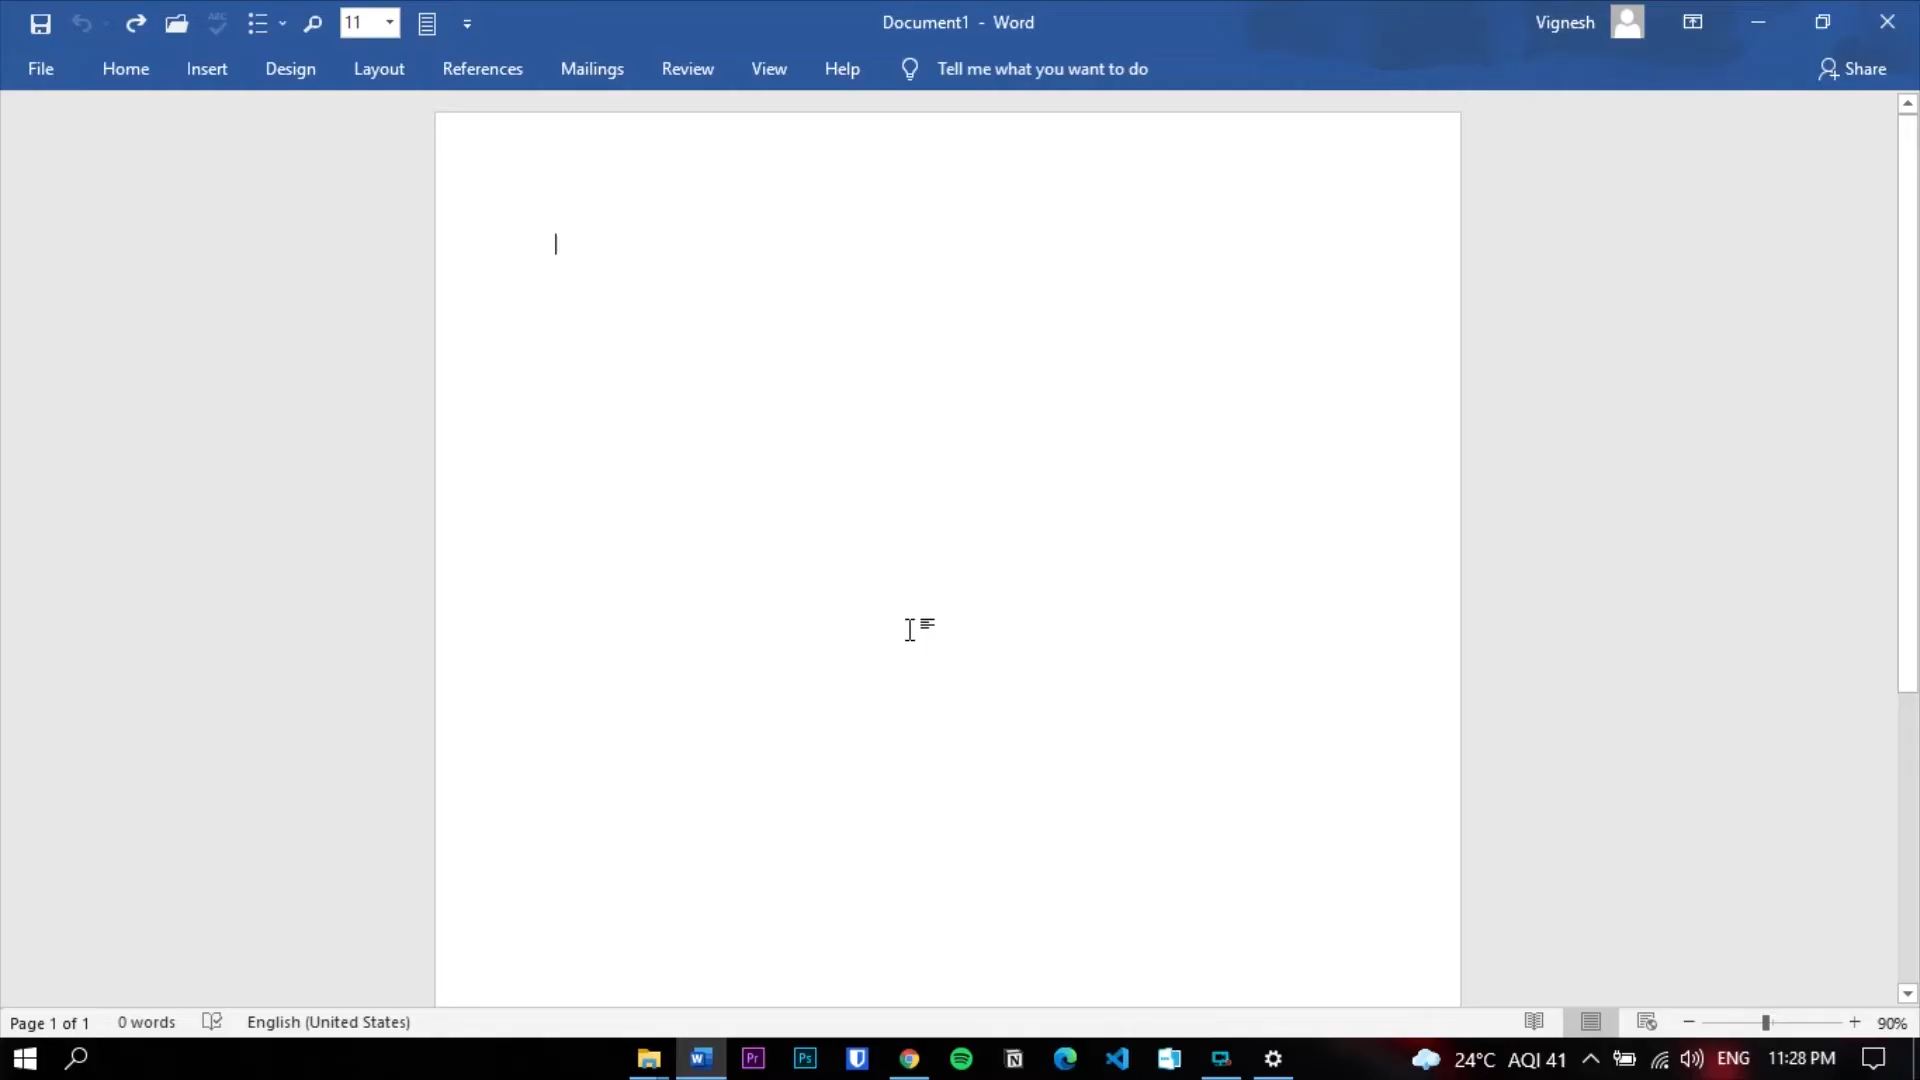 11
Document1 - Word
Vignesh
File Home Insert Design Layout References Mailings Review View Help Tell me what you want to do Share
Page 1 of 1 0 words English (United States) 90%
W Pr Ps N 24°C AQI 41 ENG 11:28 PM